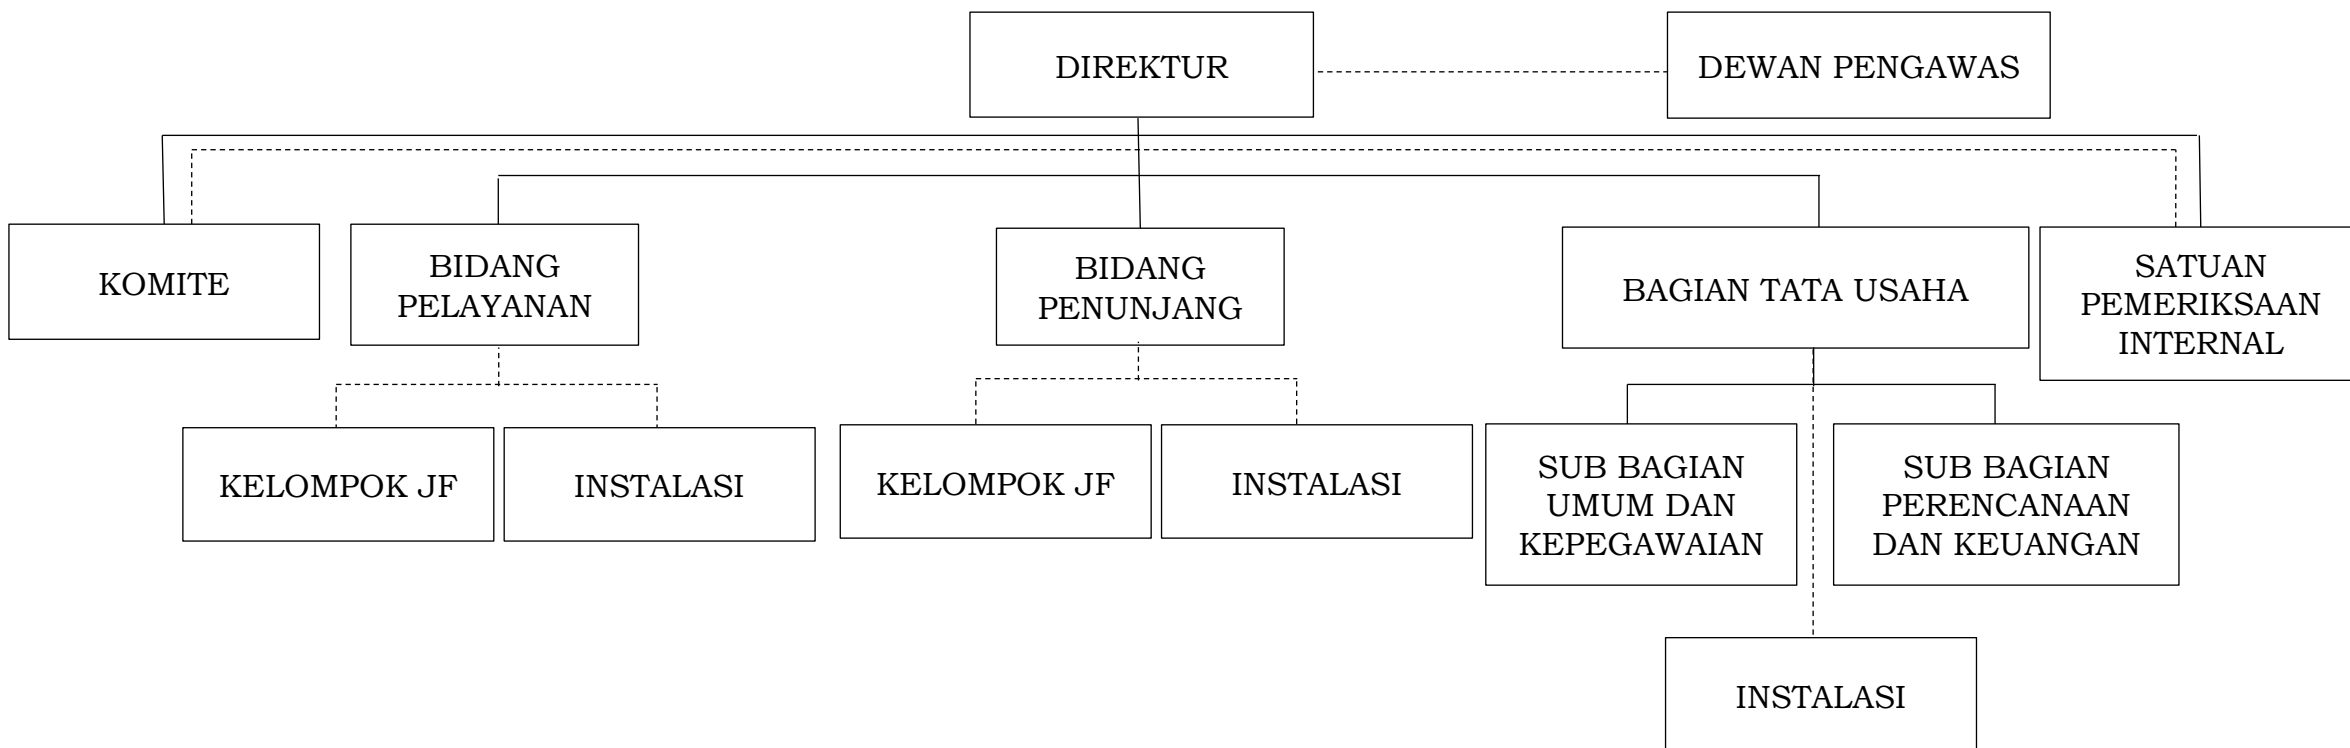 DIREKTUR
DEWAN PENGAWAS
KOMITE
BIDANG
PELAYANAN
BIDANG
PENUNJANG
BAGIAN TATA USAHA
SATUAN
PEMERIKSAAN
INTERNAL
KELOMPOK JF
INSTALASI
KELOMPOK JF
INSTALASI
SUB BAGIAN
UMUM DAN
KEPEGAWAIAN
SUB BAGIAN
PERENCANAAN
DAN KEUANGAN
INSTALASI